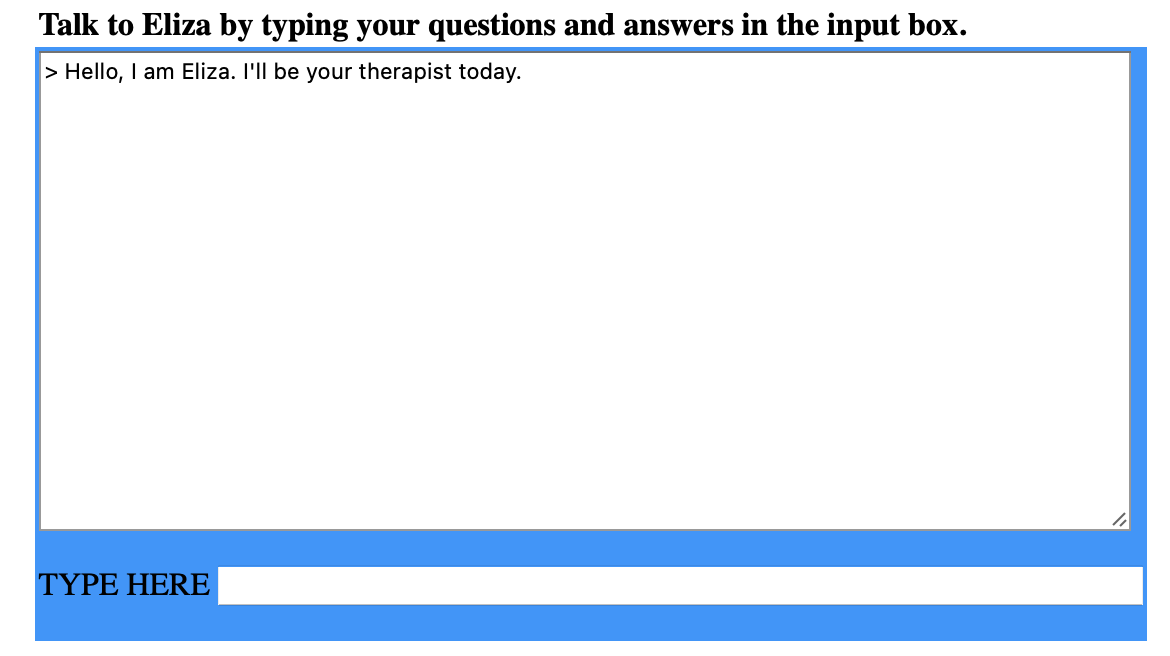 Talk to Eliza by typing your questions and answers in the input box.
> Hello, I am Eliza. I'll be your therapist today.
TYPE HERE